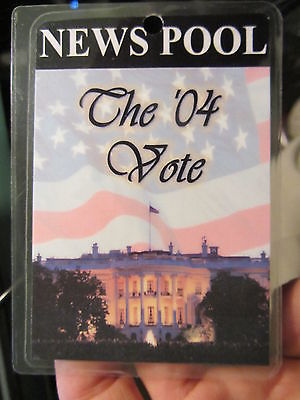 NEWS POOL
The '04
Vote